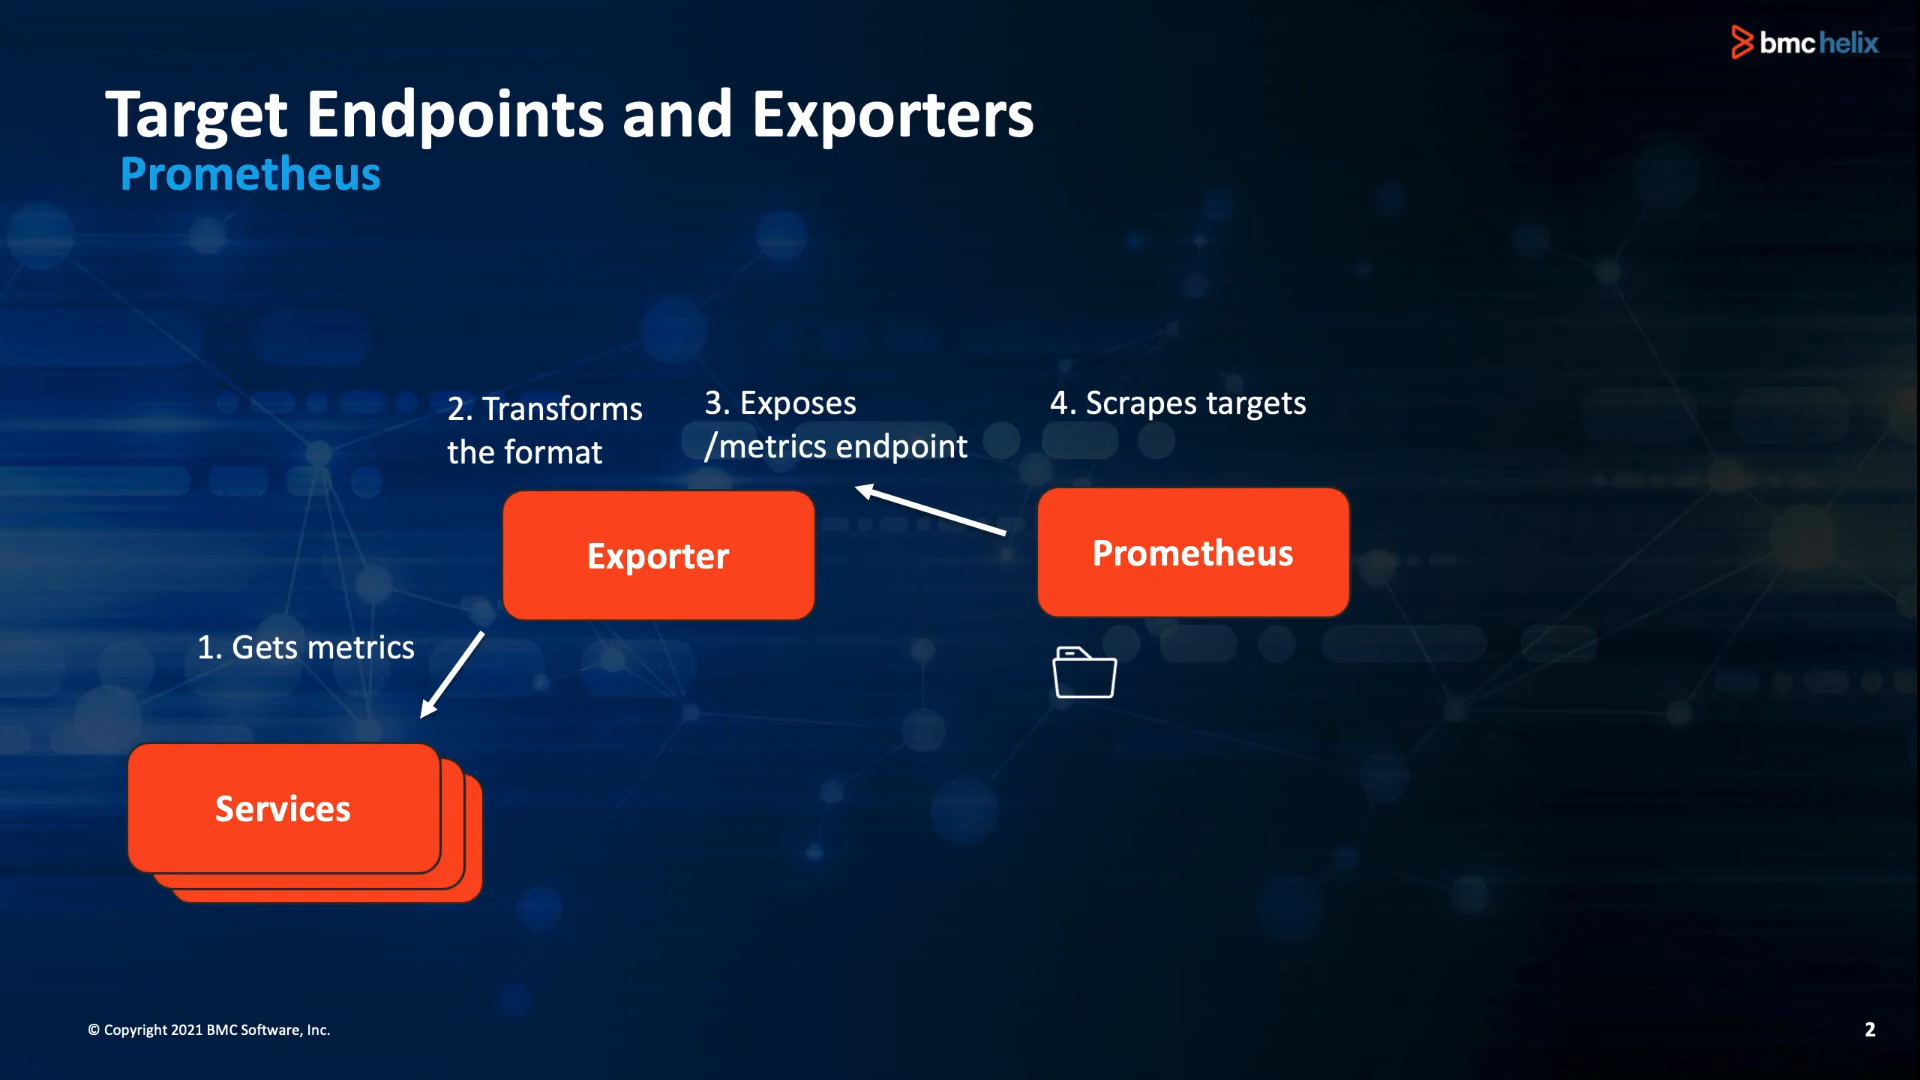 bmc helix
Target Endpoints and Exporters
Prometheus
2. Transforms
the format
3. Exposes
/metrics endpoint
4. Scrapes targets
Exporter
Prometheus
1. Gets metrics
Services
© Copyright 2021 BMC Software, Inc.
2